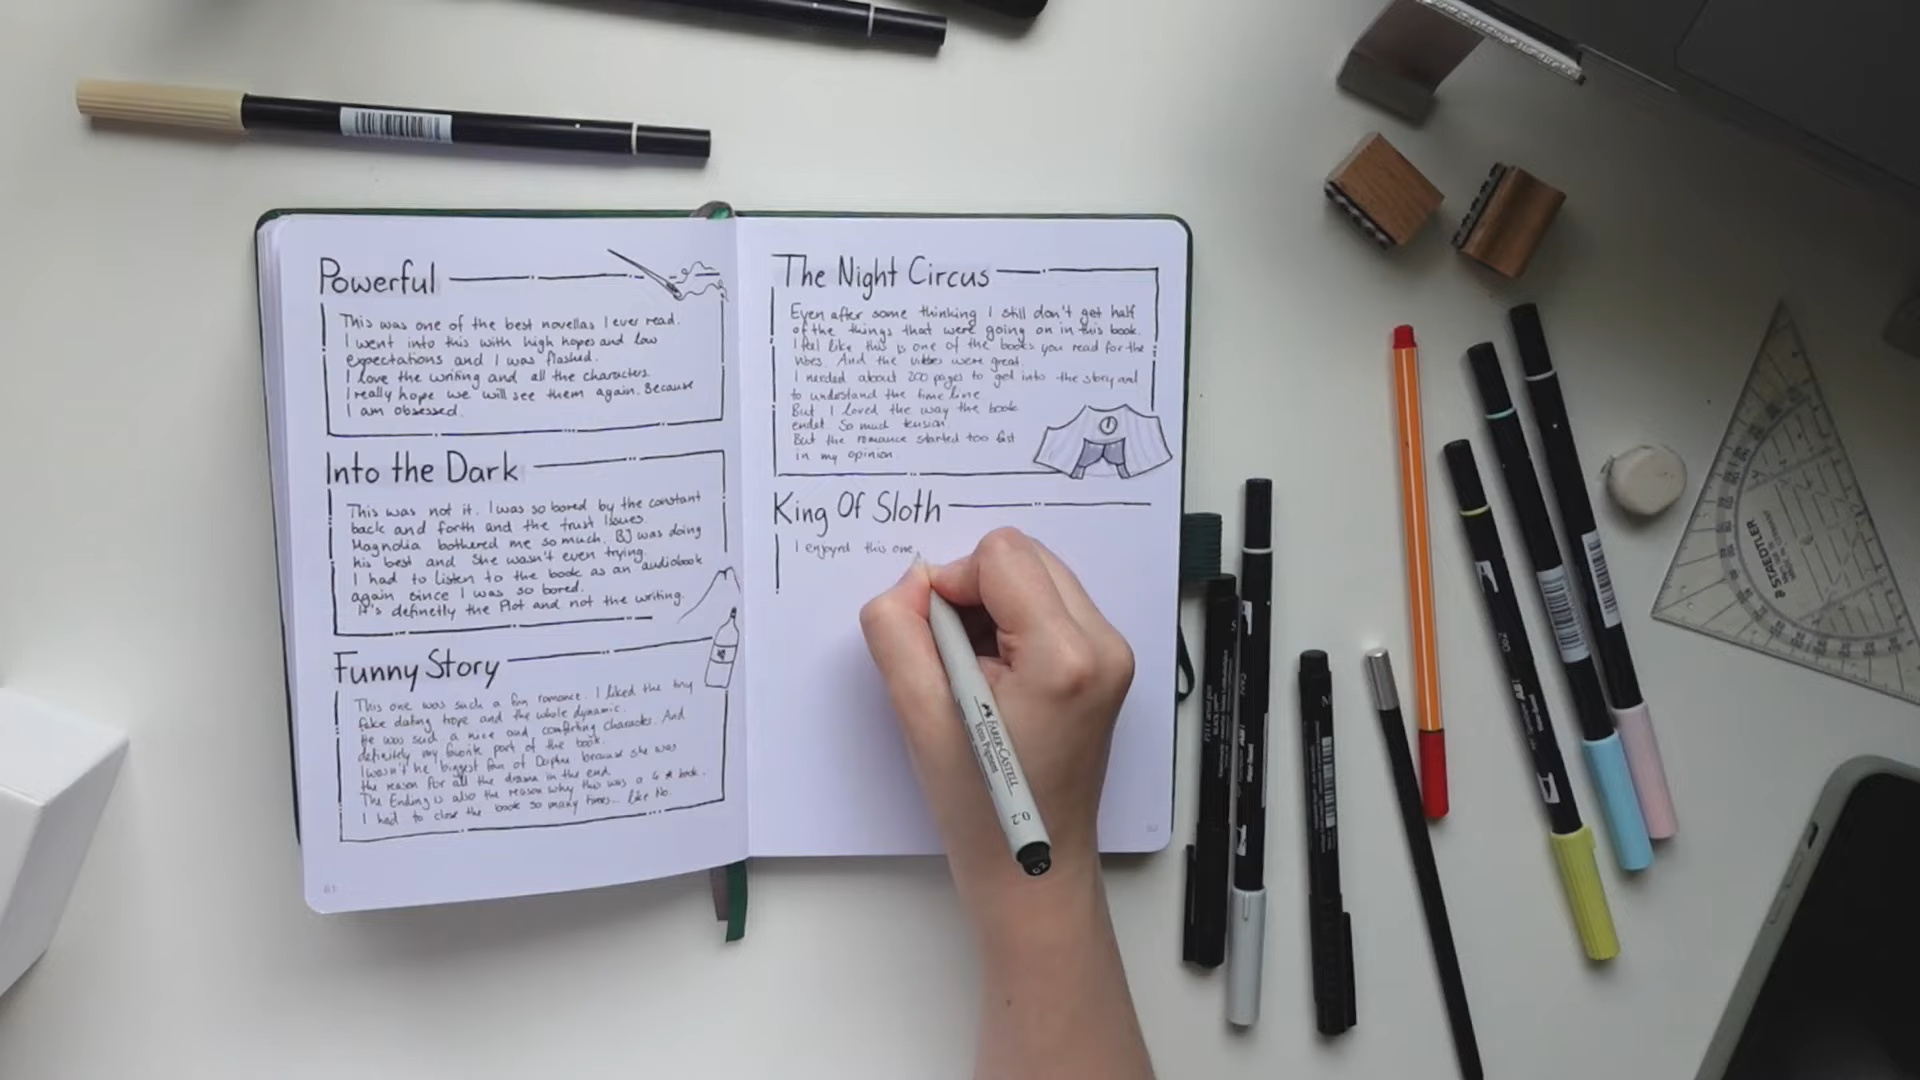 Powerful
This was one of the best novellas I ever read.
I went into this with high hopes and low
expectations and I was flashed.
I love the writing and all the characters.
I really hope we will see them again. Because
I am obsessed.
Into the Dark
This was not it. I was so bored by the constant
back and forth and the trust Issues.
Magnolia bothered me so much. BJ was doing
his best and She wasn't even trying.
I had to listen to the book as an audiobook
again since I was so bored.
It's definetly the Plot and not the writing.
Funny Story
This one was such a fun romance. I liked the tiny
fake dating trope and the whole dynamic.
He was such a nice and comforting character. And
definitely my favorite part of the book.
I wasn't he biggest fan of Daphne because she was
the reason for all the drama in the end.
The Ending is also the reason why this was a 4 ★ book.
I had to close the book so many times... like No.
61
The Night Circus
Even after some thinking I still don't get half
of the things that were going on in this book.
I feel like this is one of the books you read for the
vibes. And the vibes were great.
I needed about 200 pages to get into the story and
to understand the time line
But I loved the way the book
endet. So much tension.
But the romance started too fast
in my opinion.
King Of Sloth
I enjoyed this one
FABER-CASTELL
Ecco Pigment
0.2
STAEDTLER